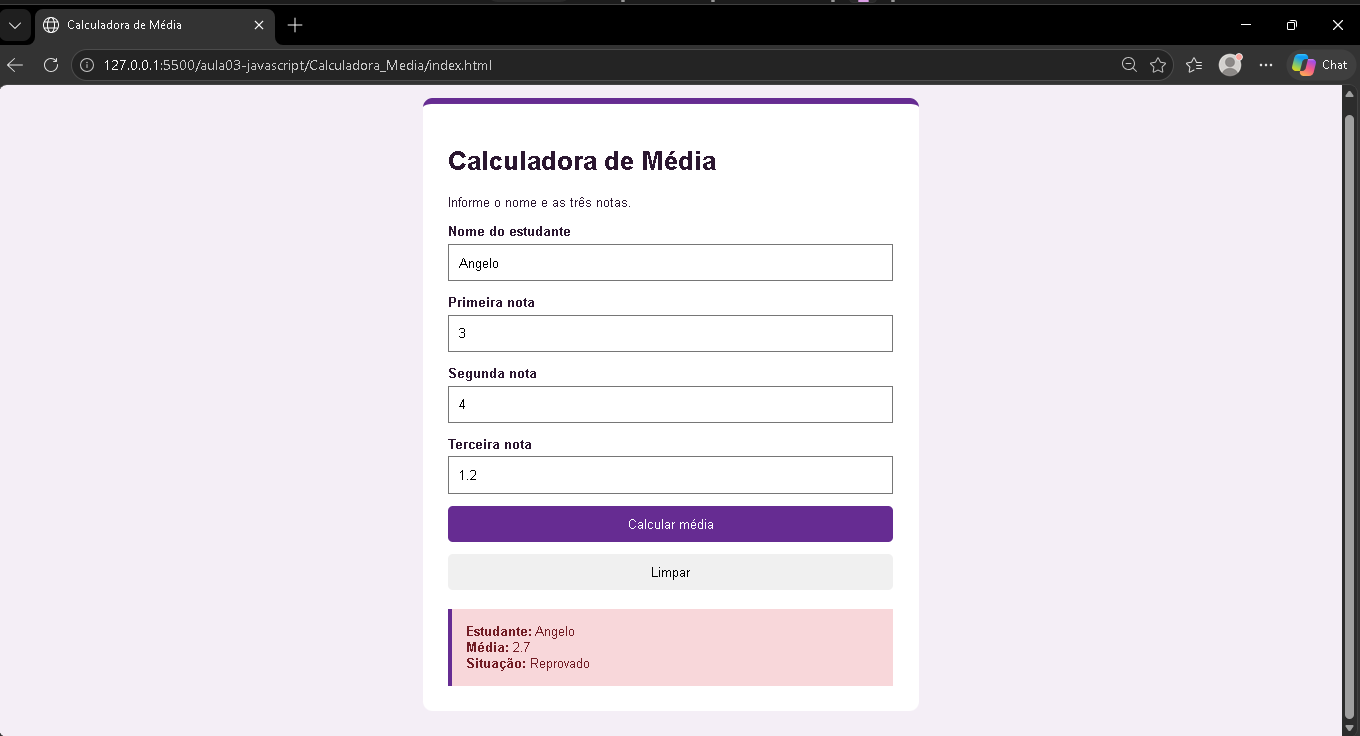 Calculadora de Média
127.0.0.1:5500/aula03-javascript/Calculadora_Media/index.html
Chat
Calculadora de Média
Informe o nome e as três notas.
Nome do estudante
Angelo
Primeira nota
3
Segunda nota
4
Terceira nota
1.2
Calcular média
Limpar
Estudante: Angelo
Média: 2.7
Situação: Reprovado